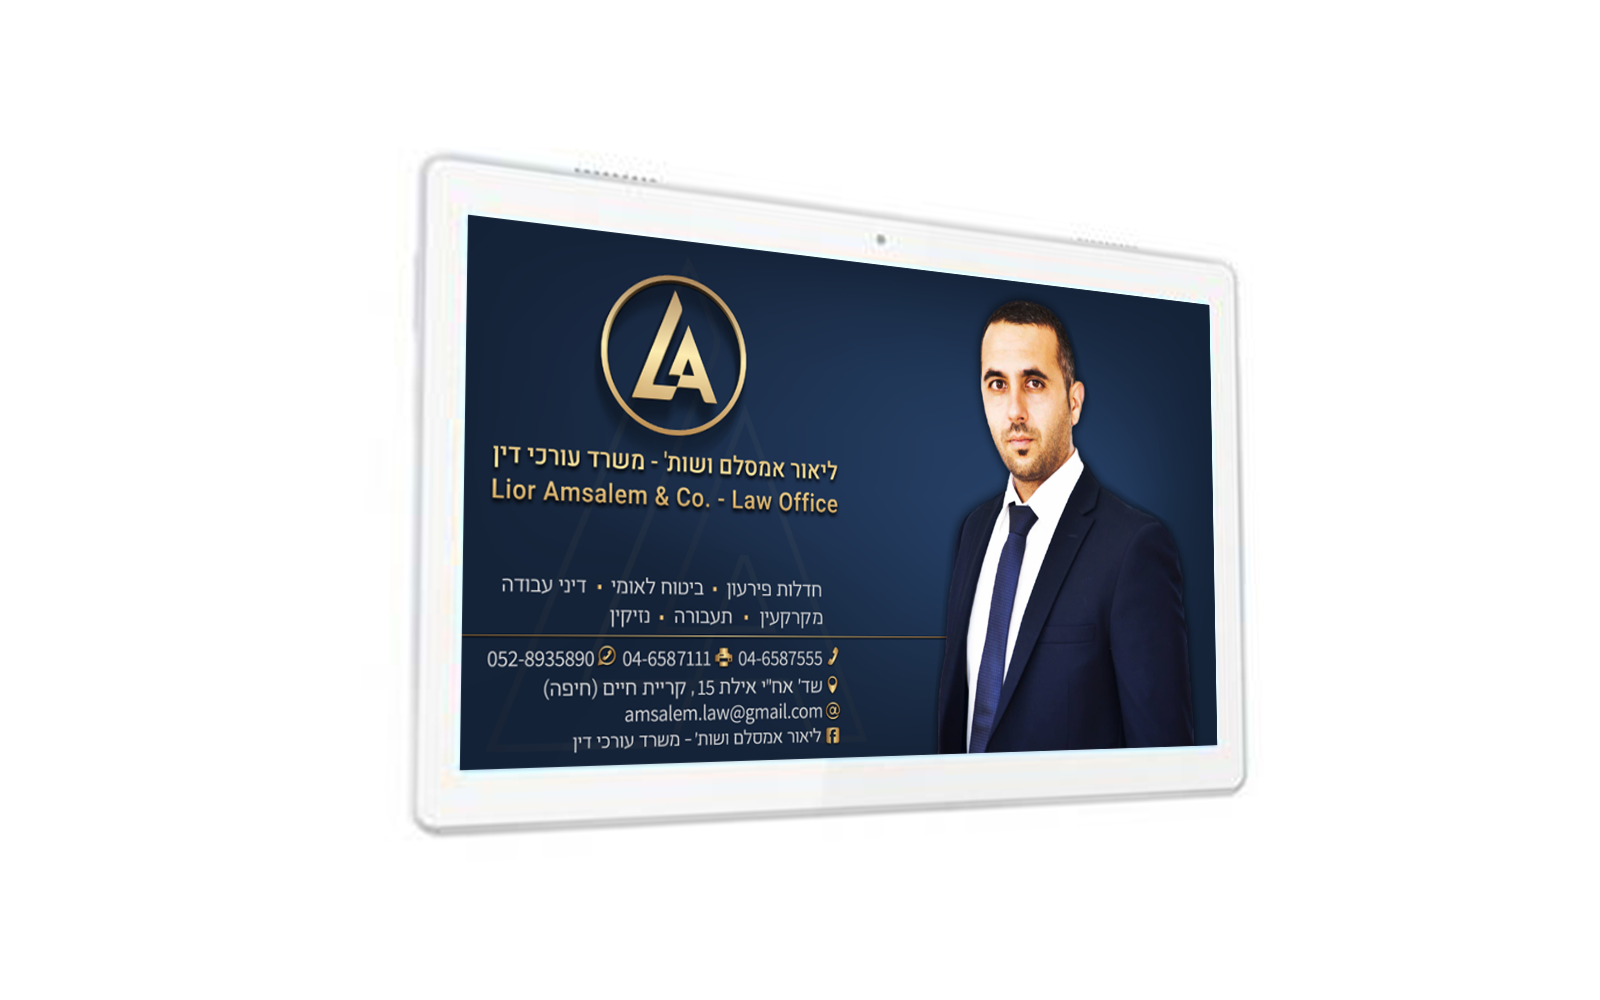 LA
ליאור אמסלם ושות' - משרד עורכי דין
Lior Amsalem & Co. - Law Office
חדלות פירעון ▪ ביטוח לאומי ▪ דיני עבודה
מקרקעין ▪ תעבורה ▪ נזיקין
04-6587555 04-6587111 052-8935890
שד' אח"י אילת 15, קריית חיים (חיפה)
amsalem.law@gmail.com
ליאור אמסלם ושות' - משרד עורכי דין